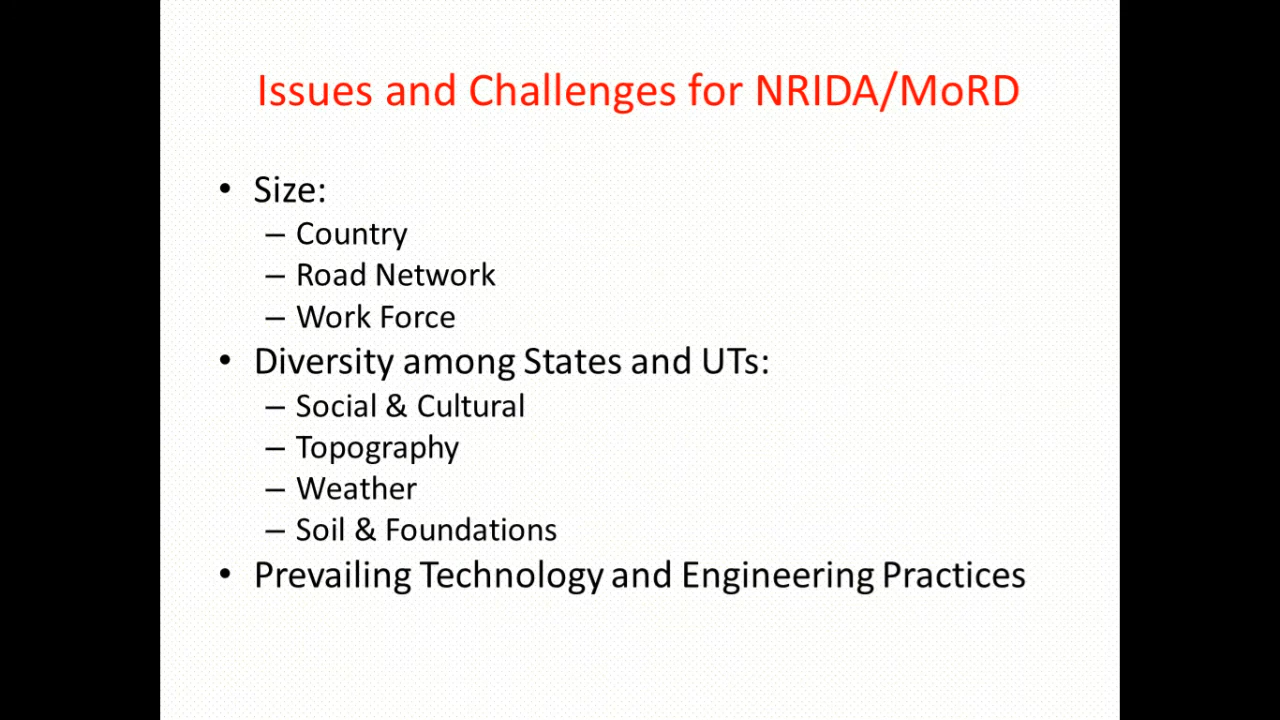 Issues and Challenges for NRIDA/MoRD
• Size:
– Country
– Road Network
– Work Force
• Diversity among States and UTs:
– Social & Cultural
– Topography
– Weather
– Soil & Foundations
• Prevailing Technology and Engineering Practices